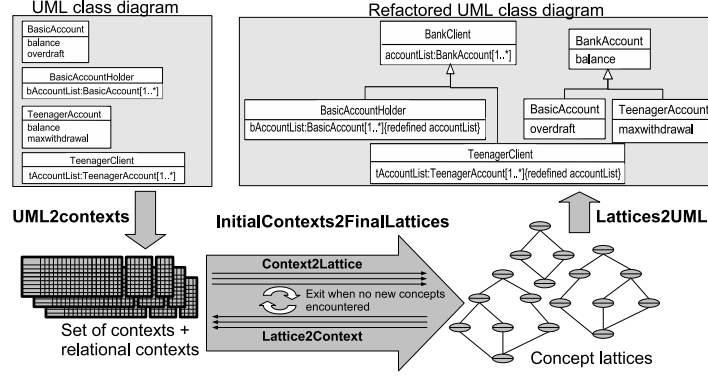 UML class diagram
BasicAccount
balance
overdraft
BasicAccountHolder
bAccountList:BasicAccount[1..*]
TeenagerAccount
balance
maxwithdrawal
TeenagerClient
tAccountList:TeenagerAccount[1..*]
Refactored UML class diagram
BankClient
accountList:BankAccount[1..*]
BankAccount
balance
BasicAccountHolder
bAccountList:BasicAccount[1..*]{redefined accountList}
BasicAccount
overdraft
TeenagerAccount
maxwithdrawal
TeenagerClient
tAccountList:TeenagerAccount[1..*]{redefined accountList}
UML2contexts
InitialContexts2FinalLattices
Lattices2UML
Context2Lattice
Exit when no new concepts
encountered
Lattice2Context
Set of contexts +
relational contexts
Concept lattices